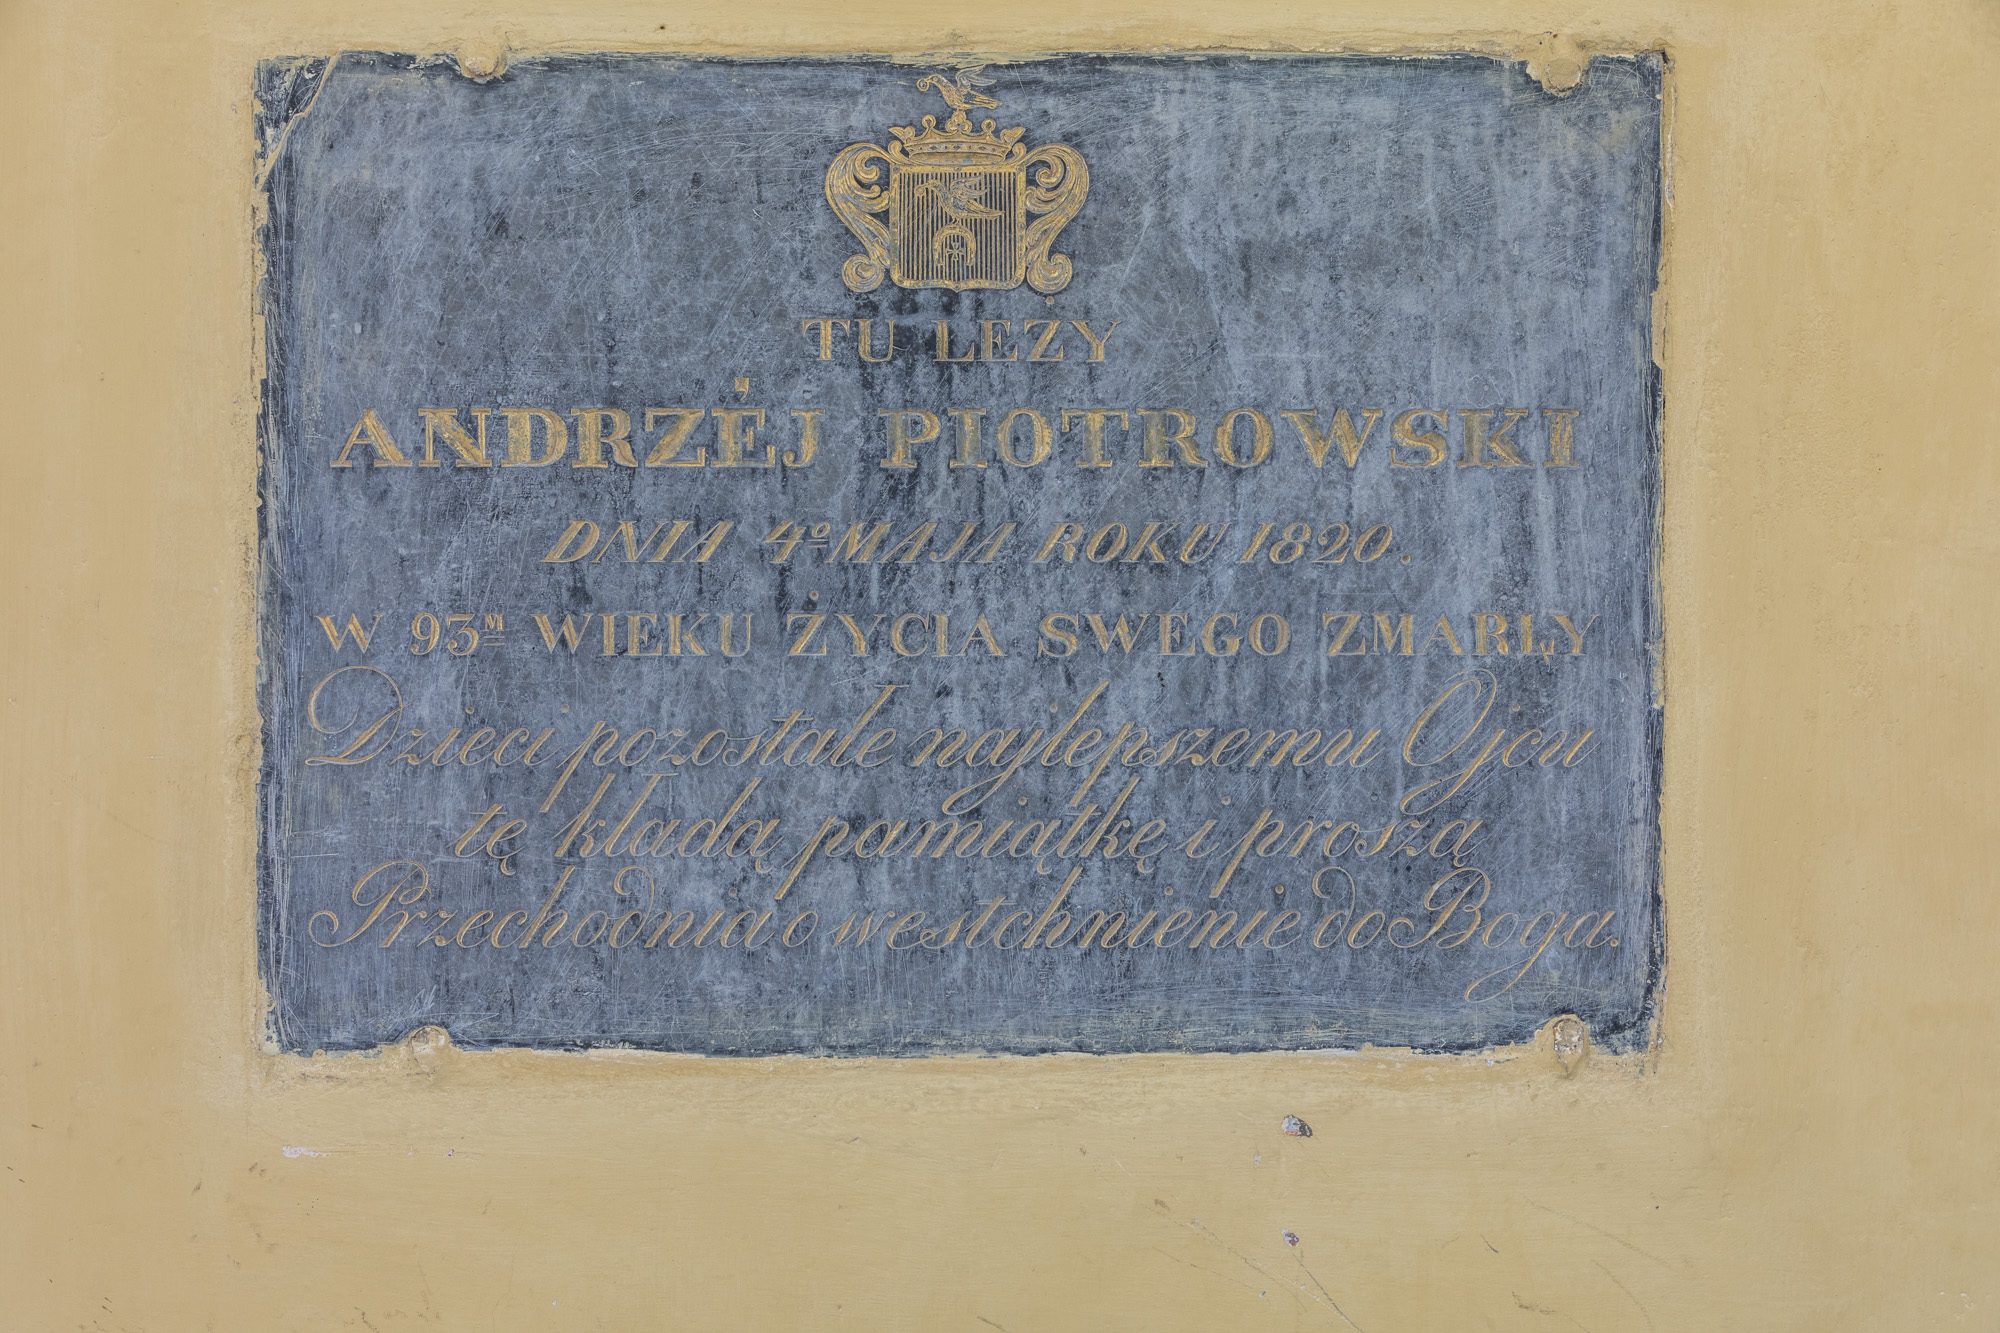 TU LEŻY
ANDRZÉJ PIOTROWSKI
DNIA 4º MAJA ROKU 1820.
W 93M WIEKU ŻYCIA SWEGO ZMARŁY
Dzieci pozostałe najlepszemu Ojcu
tę kładą pamiątkę i proszą
Przechodnia o westchnienie do Boga.